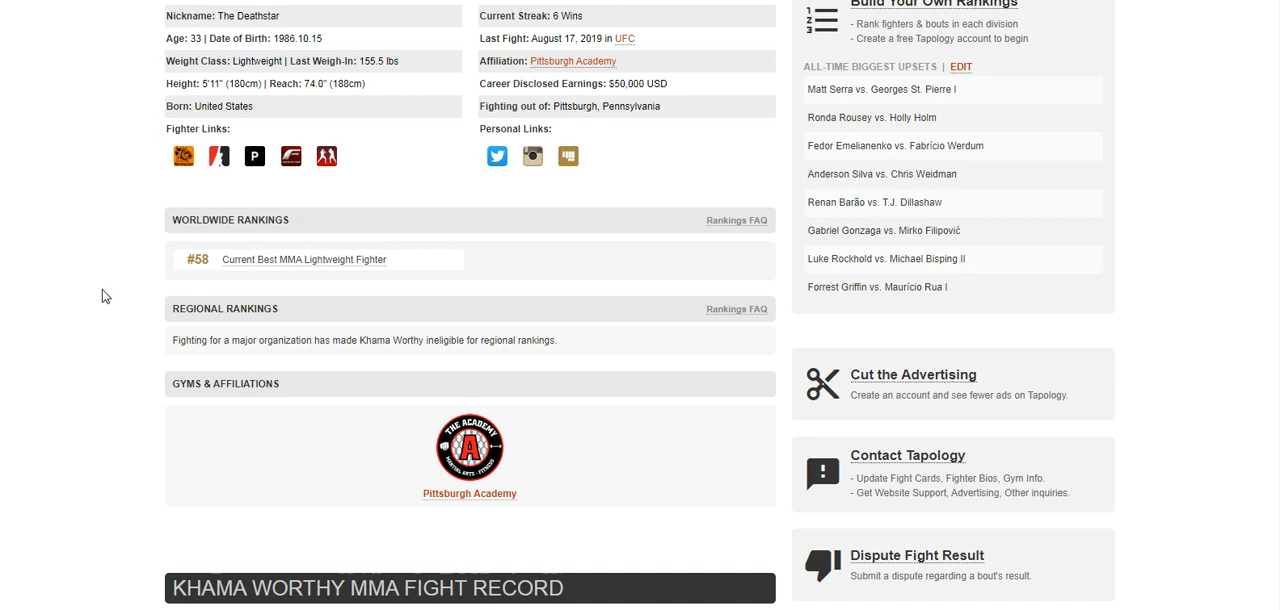 Nickname: The Deathstar
Age: 33 | Date of Birth: 1986.10.15
Weight Class: Lightweight | Last Weigh-In: 155.5 lbs
Height: 5'11" (180cm) | Reach: 74.0" (188cm)
Born: United States
Fighter Links:
P
Current Streak: 6 Wins
Last Fight: August 17, 2019 in UFC
Affiliation: Pittsburgh Academy
Career Disclosed Earnings: $50,000 USD
Fighting out of: Pittsburgh, Pennsylvania
Personal Links:
WORLDWIDE RANKINGS Rankings FAQ
#58 Current Best MMA Lightweight Fighter
REGIONAL RANKINGS Rankings FAQ
Fighting for a major organization has made Khama Worthy ineligible for regional rankings.
GYMS & AFFILIATIONS
THE ACADEMY
A
MARTIAL ARTS - FITNESS
Pittsburgh Academy
KHAMA WORTHY MMA FIGHT RECORD
Build Your Own Rankings
- Rank fighters & bouts in each division
- Create a free Tapology account to begin
ALL-TIME BIGGEST UPSETS | EDIT
Matt Serra vs. Georges St. Pierre I
Ronda Rousey vs. Holly Holm
Fedor Emelianenko vs. Fabrício Werdum
Anderson Silva vs. Chris Weidman
Renan Barão vs. T.J. Dillashaw
Gabriel Gonzaga vs. Mirko Filipović
Luke Rockhold vs. Michael Bisping II
Forrest Griffin vs. Maurício Rua I
Cut the Advertising
Create an account and see fewer ads on Tapology.
Contact Tapology
- Update Fight Cards, Fighter Bios, Gym Info.
- Get Website Support, Advertising, Other inquiries.
Dispute Fight Result
Submit a dispute regarding a bout's result.